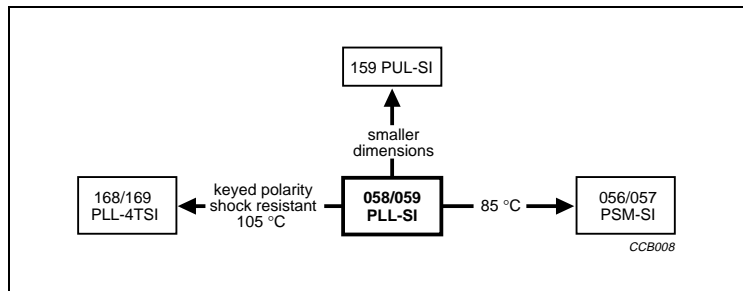 159 PUL-SI
smaller
dimensions
168/169
PLL-4TSI
keyed polarity
shock resistant
105 °C
058/059
PLL-SI
85 °C
056/057
PSM-SI
CCB008